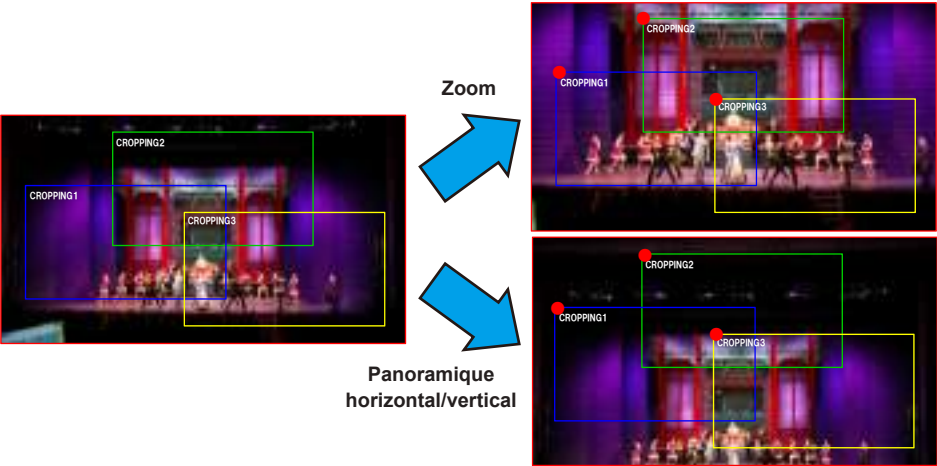 CROPPING2
CROPPING1
CROPPING3
Zoom
CROPPING2
CROPPING1
CROPPING3
Panoramique
horizontal/vertical
CROPPING2
CROPPING1
CROPPING3